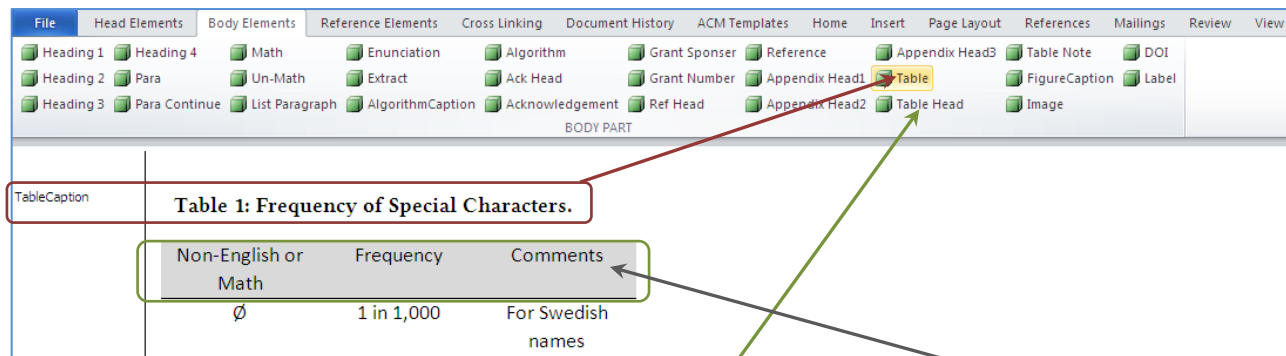 File Head Elements Body Elements Reference Elements Cross Linking Document History ACM Templates Home Insert Page Layout References Mailings Review View
Heading 1 Heading 4 Math Enunciation Algorithm Grant Sponser Reference Appendix Head3 Table Note DOI
Heading 2 Para Un-Math Extract Ack Head Grant Number Appendix Head1 Table FigureCaption Label
Heading 3 Para Continue List Paragraph AlgorithmCaption Acknowledgement Ref Head Appendix Head2 Table Head Image
BODY PART
TableCaption Table 1: Frequency of Special Characters.
Non-English or Frequency Comments
Math
Ø 1 in 1,000 For Swedish
names